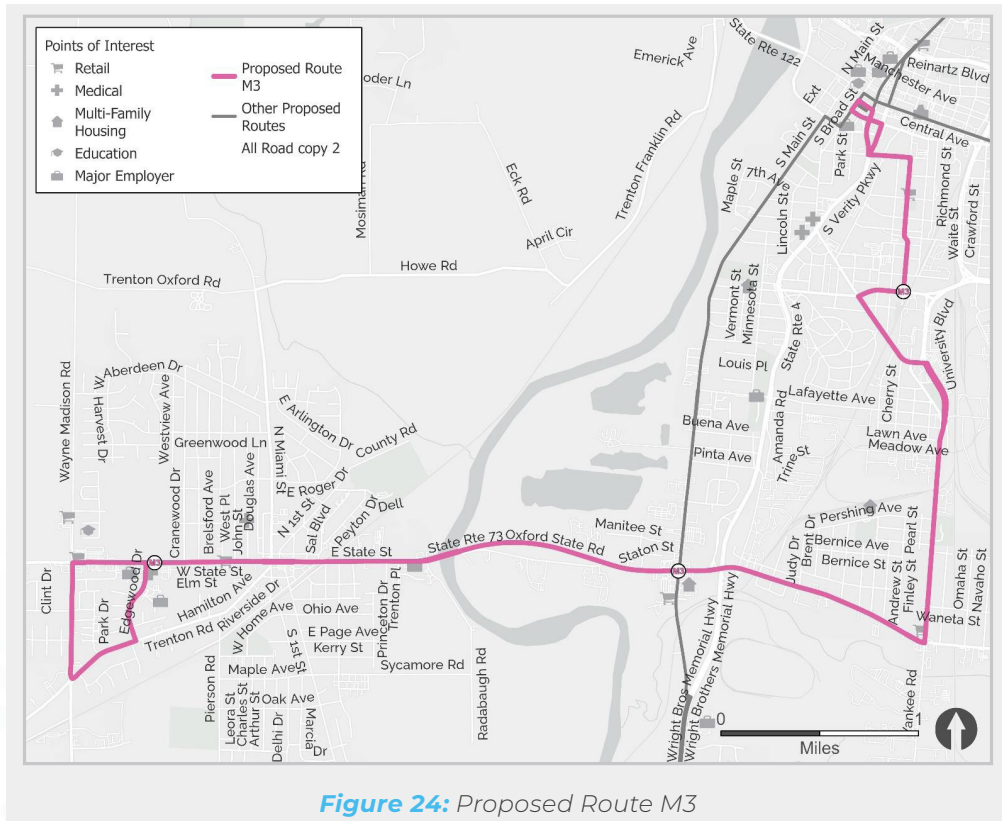 Points of Interest
Retail
Medical
Multi-Family
Housing
Education
Major Employer
Proposed Route
M3
Other Proposed
Routes
All Road copy 2
oder Ln
Emerick Ave
State Rte 122
N Main St
Reinartz Blvd
Manchester Ave
Ext
S Broad St
Central Ave
S Main St
Park St
Mosiman Rd
Eck Rd
Trenton Franklin Rd
Maple St
7th Ave
Lincoln St
S Verity Pkwy
Richmond St
Waite St
Crawford St
April Cir
Howe Rd
Trenton Oxford Rd
M3
Vermont St
Minnesota St
State Rte 4
University Blvd
Louis Pl
Wayne Madison Rd
W Harvest Dr
Aberdeen Dr
Westview Ave
E Arlington Dr
County Rd
Lafayette Ave
Cherry St
Greenwood Ln
N Miami St
Buena Ave
Amanda Rd
Lawn Ave
Meadow Ave
Pinta Ave
Trine St
Cranewood Dr
Brelsford Ave
West Pl
John St
Douglas Ave
E Roger Dr
N 1st St
Sal Blvd
Peyton Dr
Dell
Manitee St
Pershing Ave
Pearl St
E State St
State Rte 73
Oxford State Rd
Staton St
Judy Dr
Brent Dr
Bernice Ave
Bernice St
M3
W State St
Elm St
M3
Clint Dr
Park Dr
Edgewood Dr
Hamilton Ave
Riverside Dr
Trenton Rd
W Home Ave
Ohio Ave
Princeton Dr
Trenton Pl
Andrew St
Finley St
Omaha St
Navaho St
Waneta St
S 1st St
E Page Ave
Kerry St
Maple Ave
Sycamore Rd
Pierson Rd
Radabaugh Rd
Wright Bros Memorial Hwy
Wright Brothers Memorial Hwy
Yankee Rd
Leora St
Charles St
Arthur St
Oak Ave
Delhi Dr
Marcia
Dr
0
1
Miles
Figure 24: Proposed Route M3